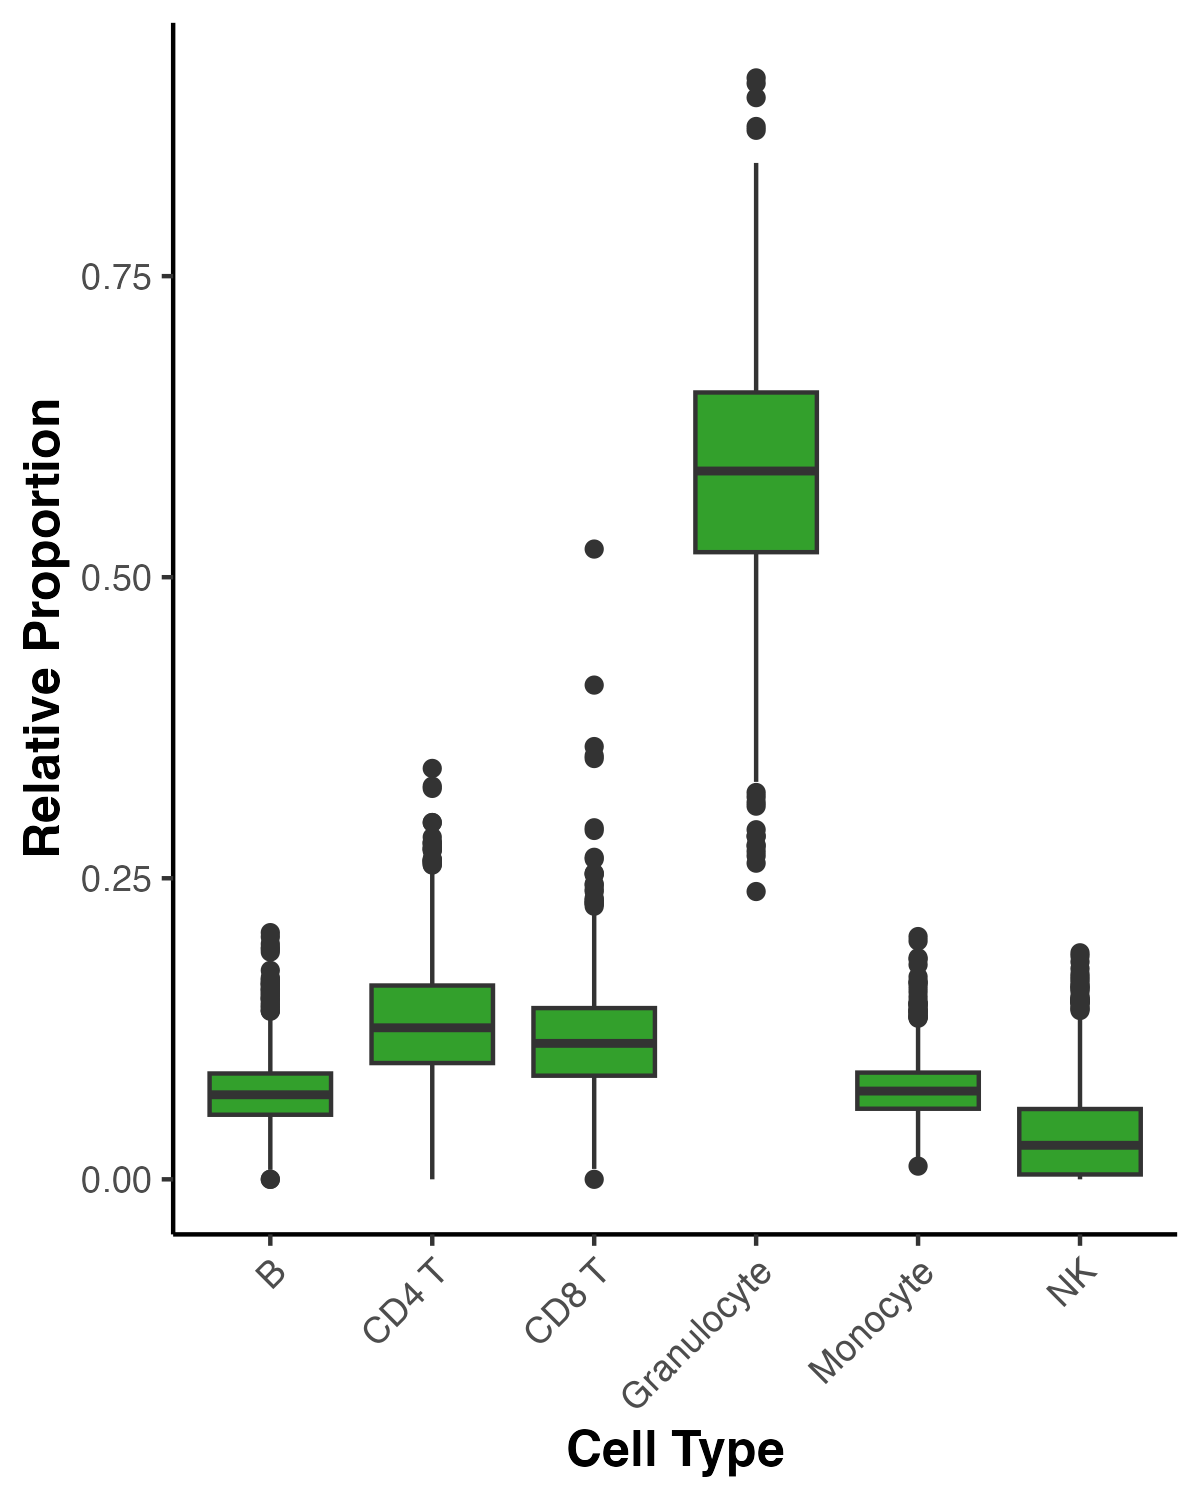 Relative Proportion
0.75
0.50
0.25
0.00
B
CD4 T
CD8 T
Granulocyte
Monocyte
NK
Cell Type